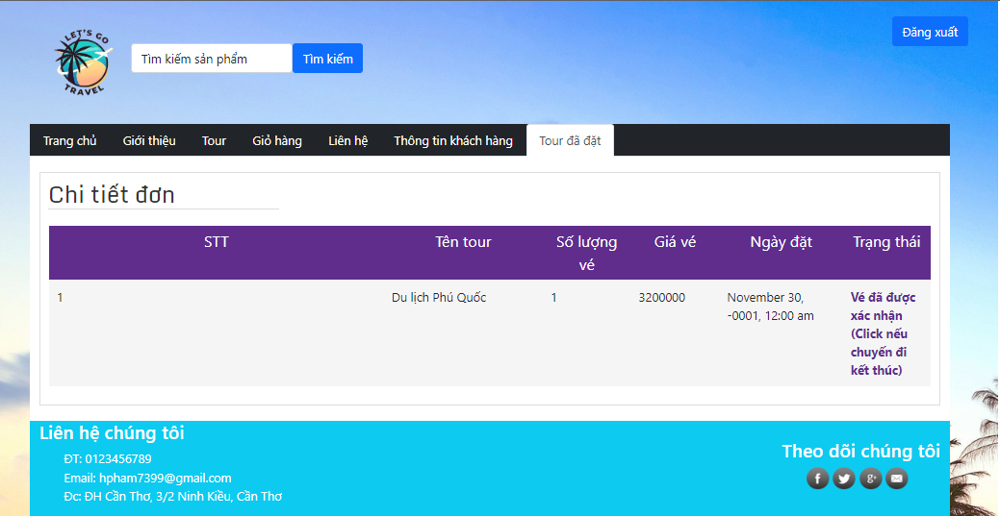 LET'S GO
TRAVEL
Tìm kiếm sản phẩm
Tìm kiếm
Đăng xuất
Trang chủ
Giới thiệu
Tour
Giỏ hàng
Liên hệ
Thông tin khách hàng
Tour đã đặt
Chi tiết đơn
STT
Tên tour
Số lượng
vé
Giá vé
Ngày đặt
Trạng thái
1
Du lịch Phú Quốc
1
3200000
November 30,
-0001, 12:00 am
Vé đã được
xác nhận
(Click nếu
chuyến đi
kết thúc)
Liên hệ chúng tôi
ĐT: 0123456789
Email: hpham7399@gmail.com
Đc: ĐH Cần Thơ, 3/2 Ninh Kiều, Cần Thơ
Theo dõi chúng tôi
f
g+